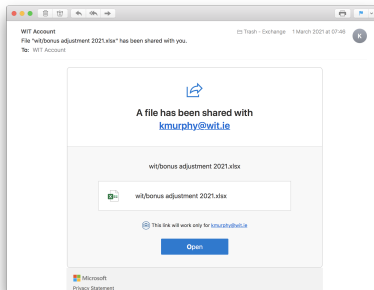 WIT Account
Trash - Exchange 1 March 2021 at 07:48
File "wit/bonus adjustment 2021.xlsx" has been shared with you.
To: WIT Account
K
A file has been shared with
kmurphy@wit.ie
wit/bonus adjustment 2021.xlsx
wit/bonus adjustment 2021.xlsx
This link will work only for kmurphy@wit.ie
Open
Microsoft
Privacy Statement